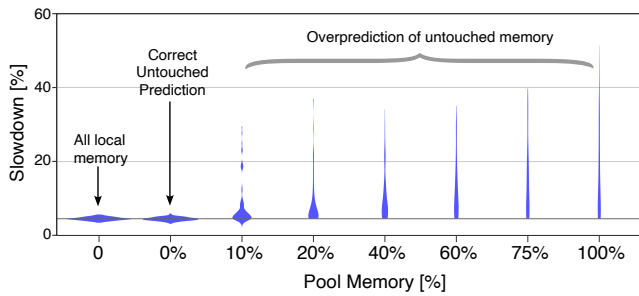 60
Overprediction of untouched memory
Correct
Untouched
Prediction
40
All local
memory
20
0
Slowdown [%]
0 0% 10% 20% 40% 60% 75% 100%
Pool Memory [%]